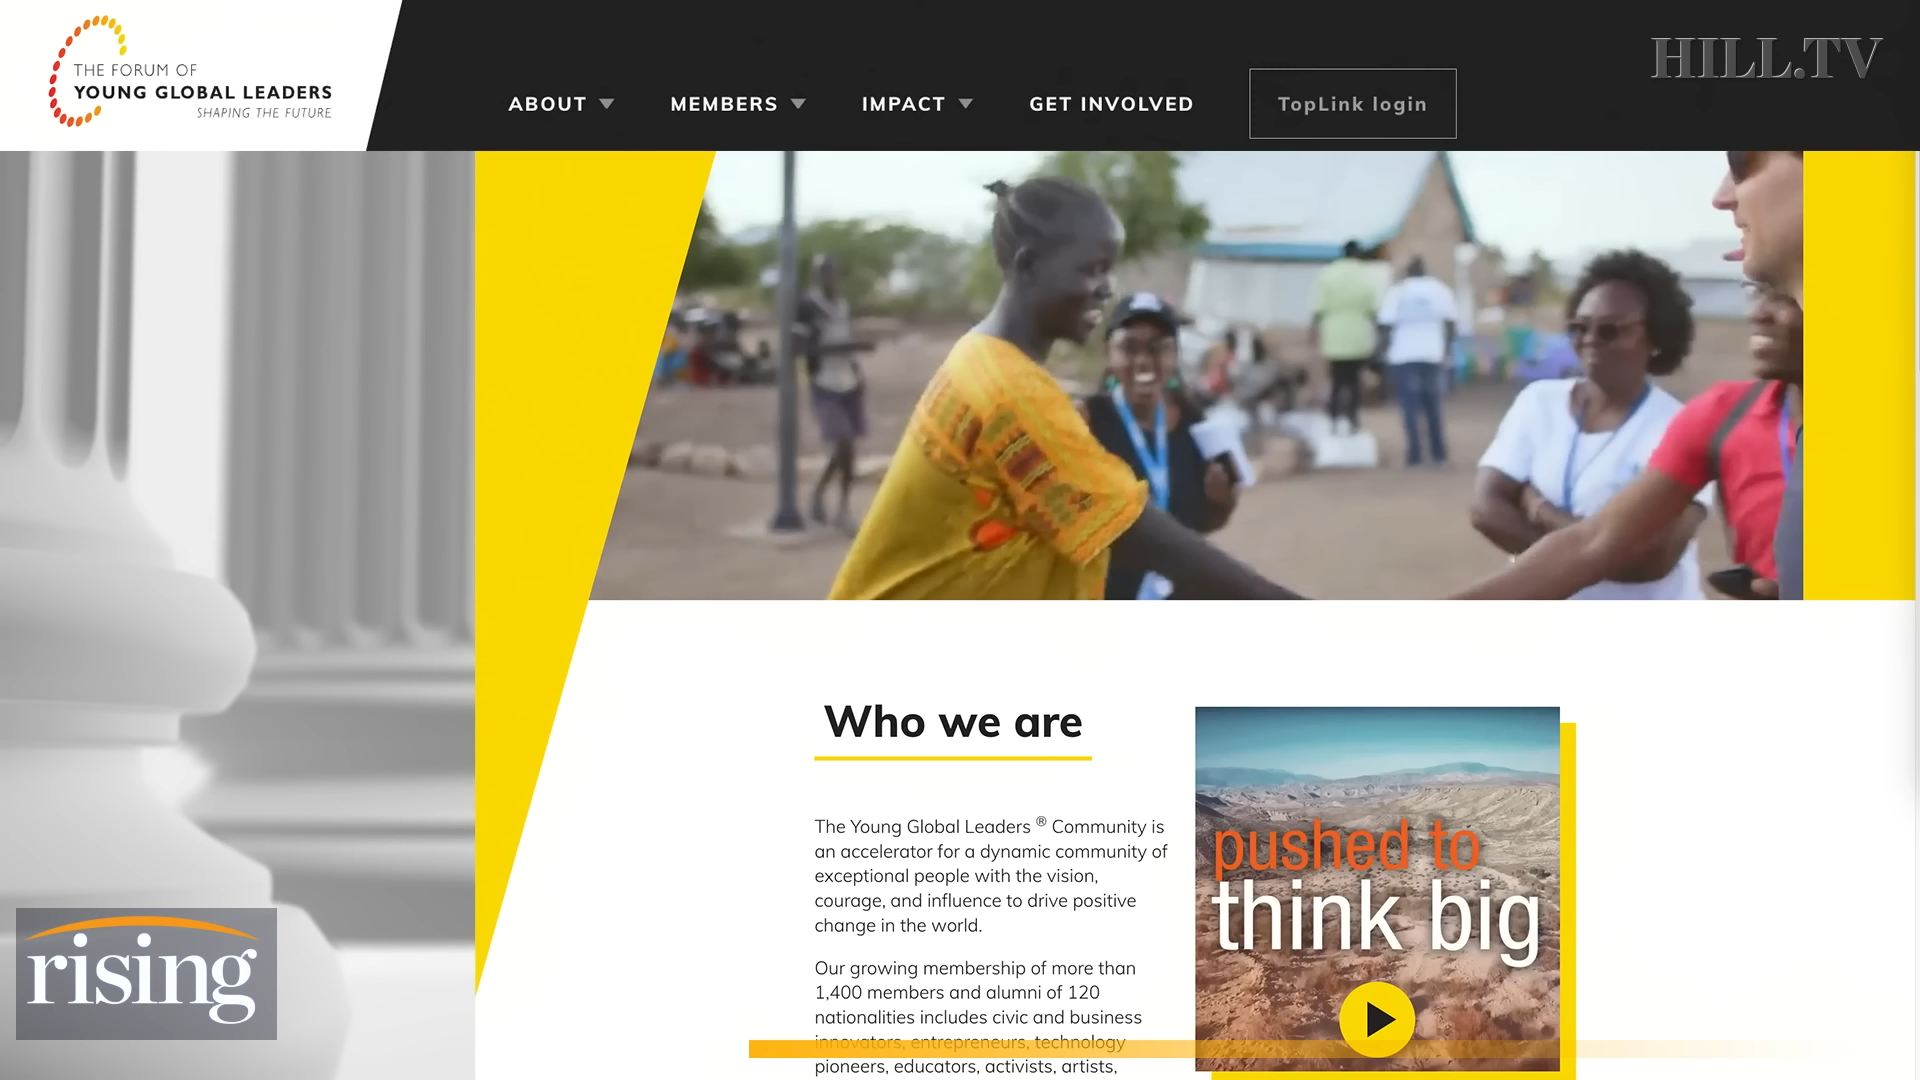 THE FORUM OF
YOUNG GLOBAL LEADERS
SHAPING THE FUTURE
ABOUT
MEMBERS
IMPACT
GET INVOLVED
TopLink login
HILL.TV
Who we are
The Young Global Leaders ® Community is
an accelerator for a dynamic community of
exceptional people with the vision,
courage, and influence to drive positive
change in the world.
Our growing membership of more than
1,400 members and alumni of 120
nationalities includes civic and business
innovators, entrepreneurs, technology
pioneers, educators, activists, artists,
pushed to
think big
rising